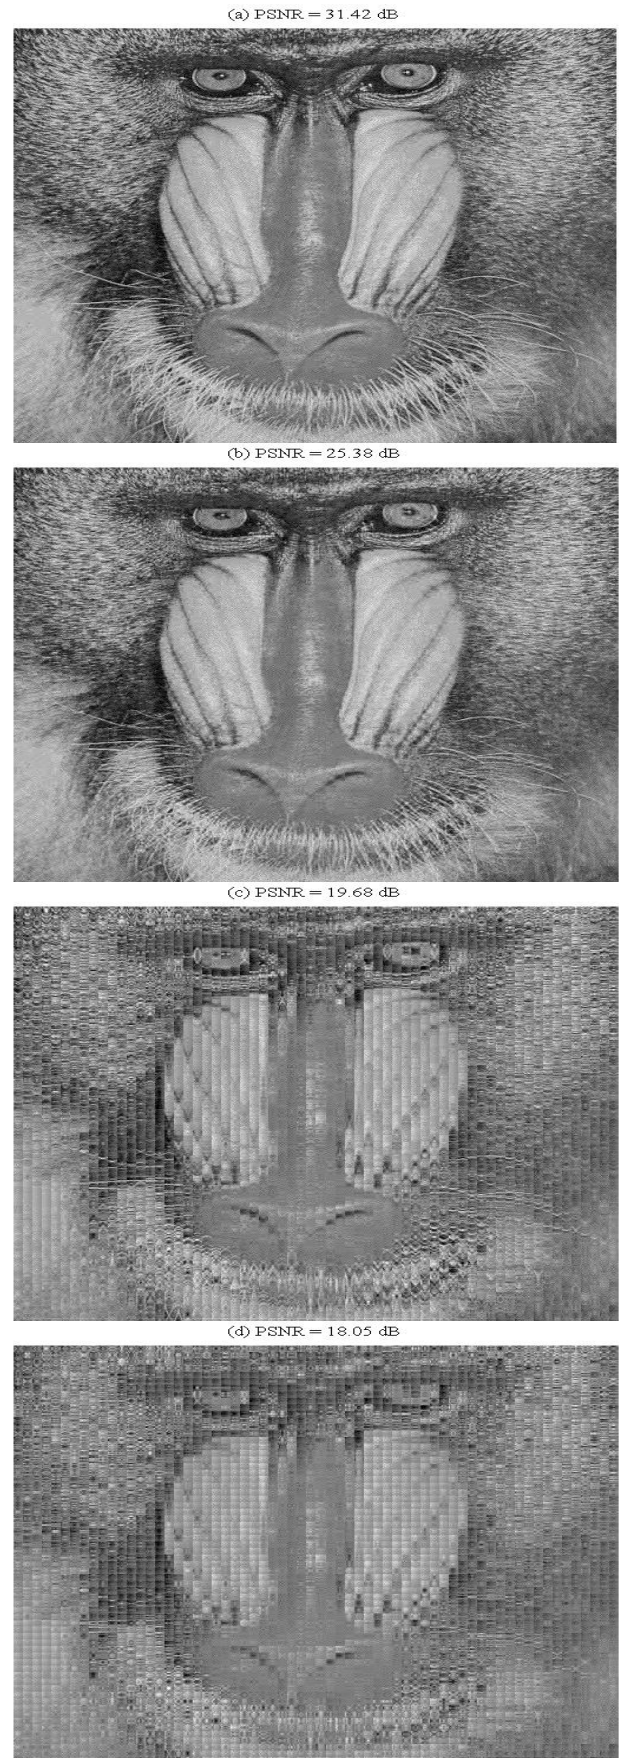 (a) PSNR = 31.42 dB
(b) PSNR = 25.38 dB
(c) PSNR = 19.68 dB
(d) PSNR = 18.05 dB